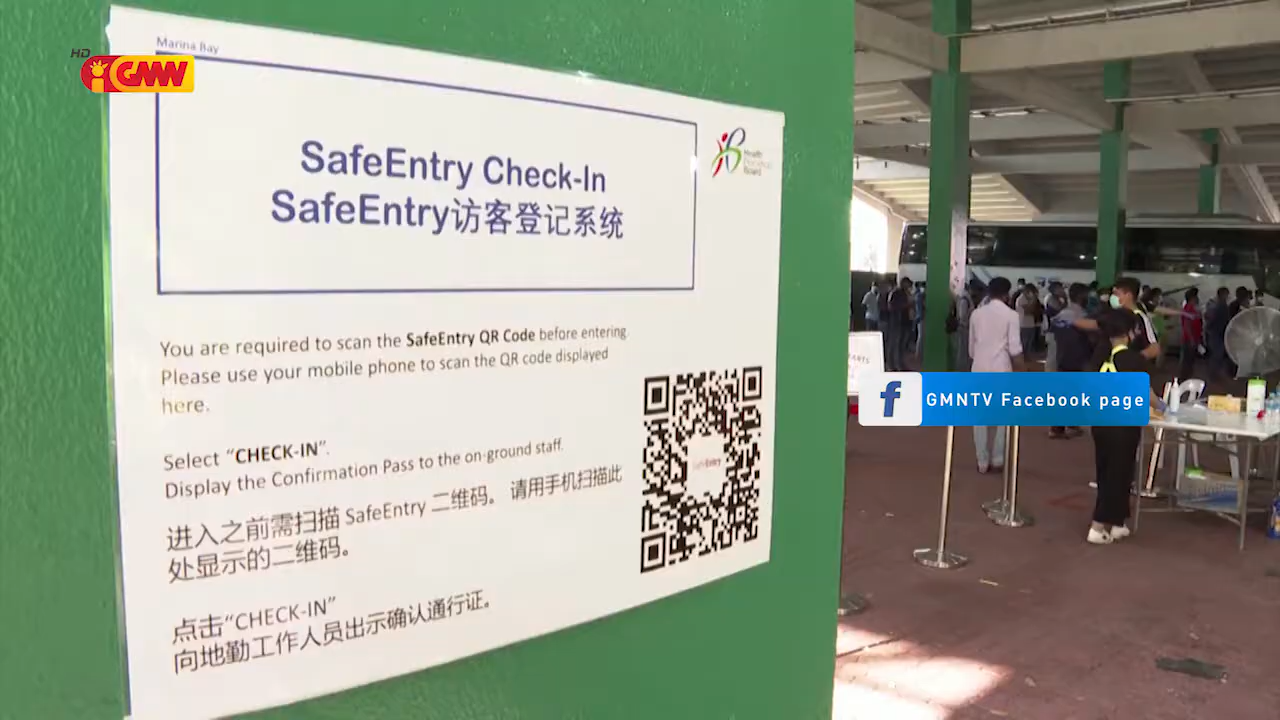 Marina Bay
HD
GMW
SafeEntry Check-In
SafeEntry访客登记系统
Health
Promotion
Board
You are required to scan the SafeEntry QR Code before entering.
Please use your mobile phone to scan the QR code displayed
here.
Select “CHECK-IN”.
Display the Confirmation Pass to the on-ground staff.
进入之前需扫描 SafeEntry 二维码。 请用手机扫描此
处显示的二维码。
点击“CHECK-IN”
向地勤工作人员出示确认通行证。
SafeEntry
f GMNTV Facebook page